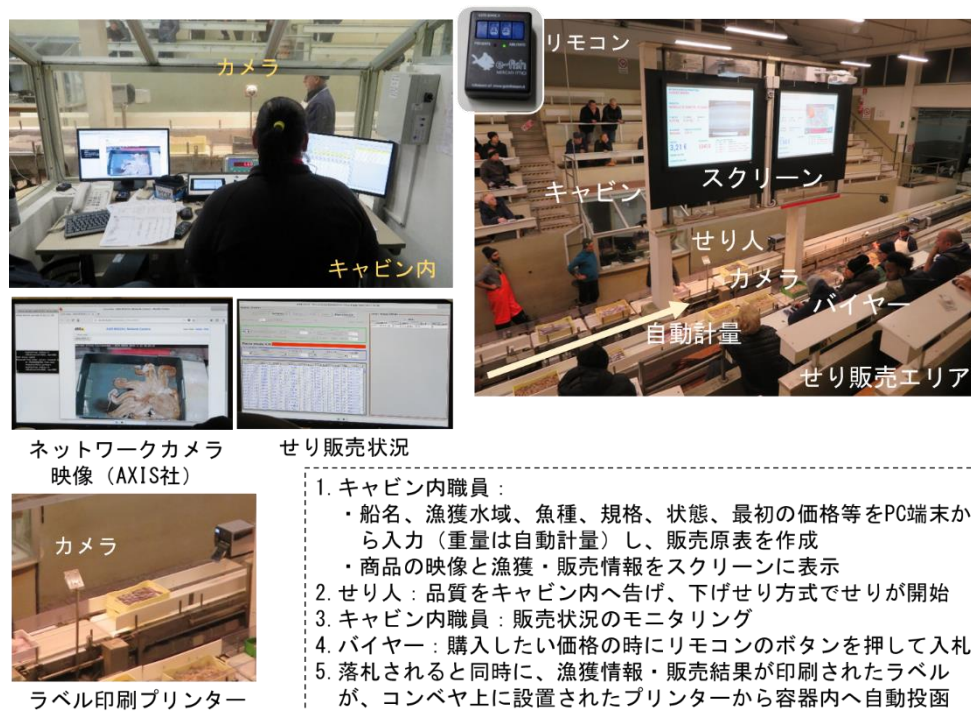 カメラ
キャビン内
リモコン
e-fish
キャビン
スクリーン
せり人
カメラ
バイヤー
自動計量
せり販売エリア
ネットワークカメラ
映像（AXIS社）
せり販売状況
カメラ
ラベル印刷プリンター
1. キャビン内職員：
・船名、漁獲水域、魚種、規格、状態、最初の価格等をPC端末か
ら入力（重量は自動計量）し、販売原表を作成
・商品の映像と漁獲・販売情報をスクリーンに表示
2. せり人：品質をキャビン内へ告げ、下げせり方式でせりが開始
3. キャビン内職員：販売状況のモニタリング
4. バイヤー：購入したい価格の時にリモコンのボタンを押して入札
5. 落札されると同時に、漁獲情報・販売結果が印刷されたラベル
が、コンベヤ上に設置されたプリンターから容器内へ自動投函